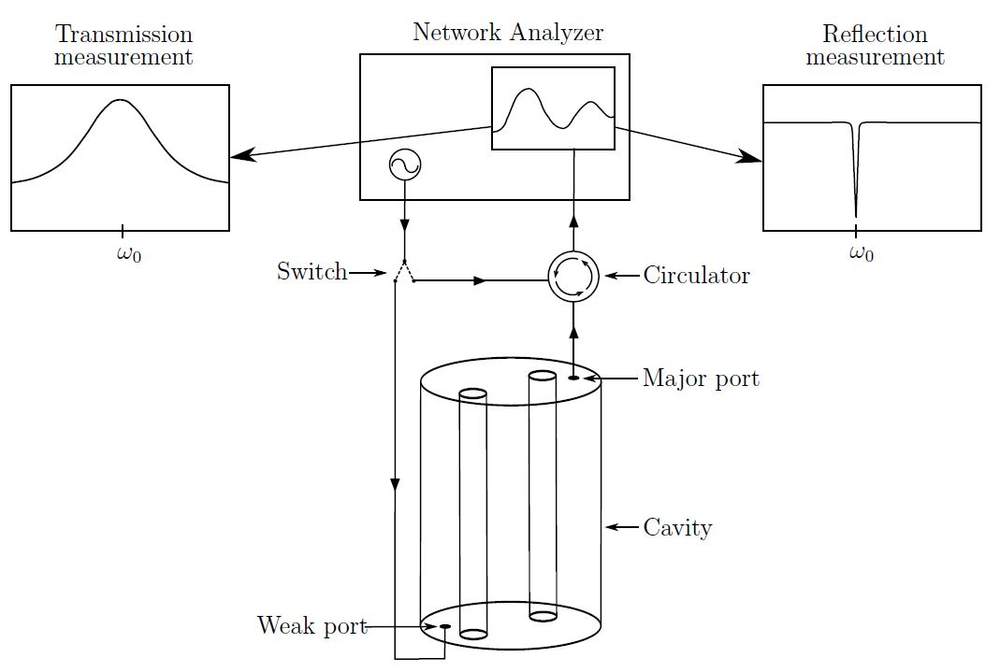 Transmission
measurement
Network Analyzer
Reflection
measurement
ω₀
ω₀
Switch
Circulator
Major port
Cavity
Weak port